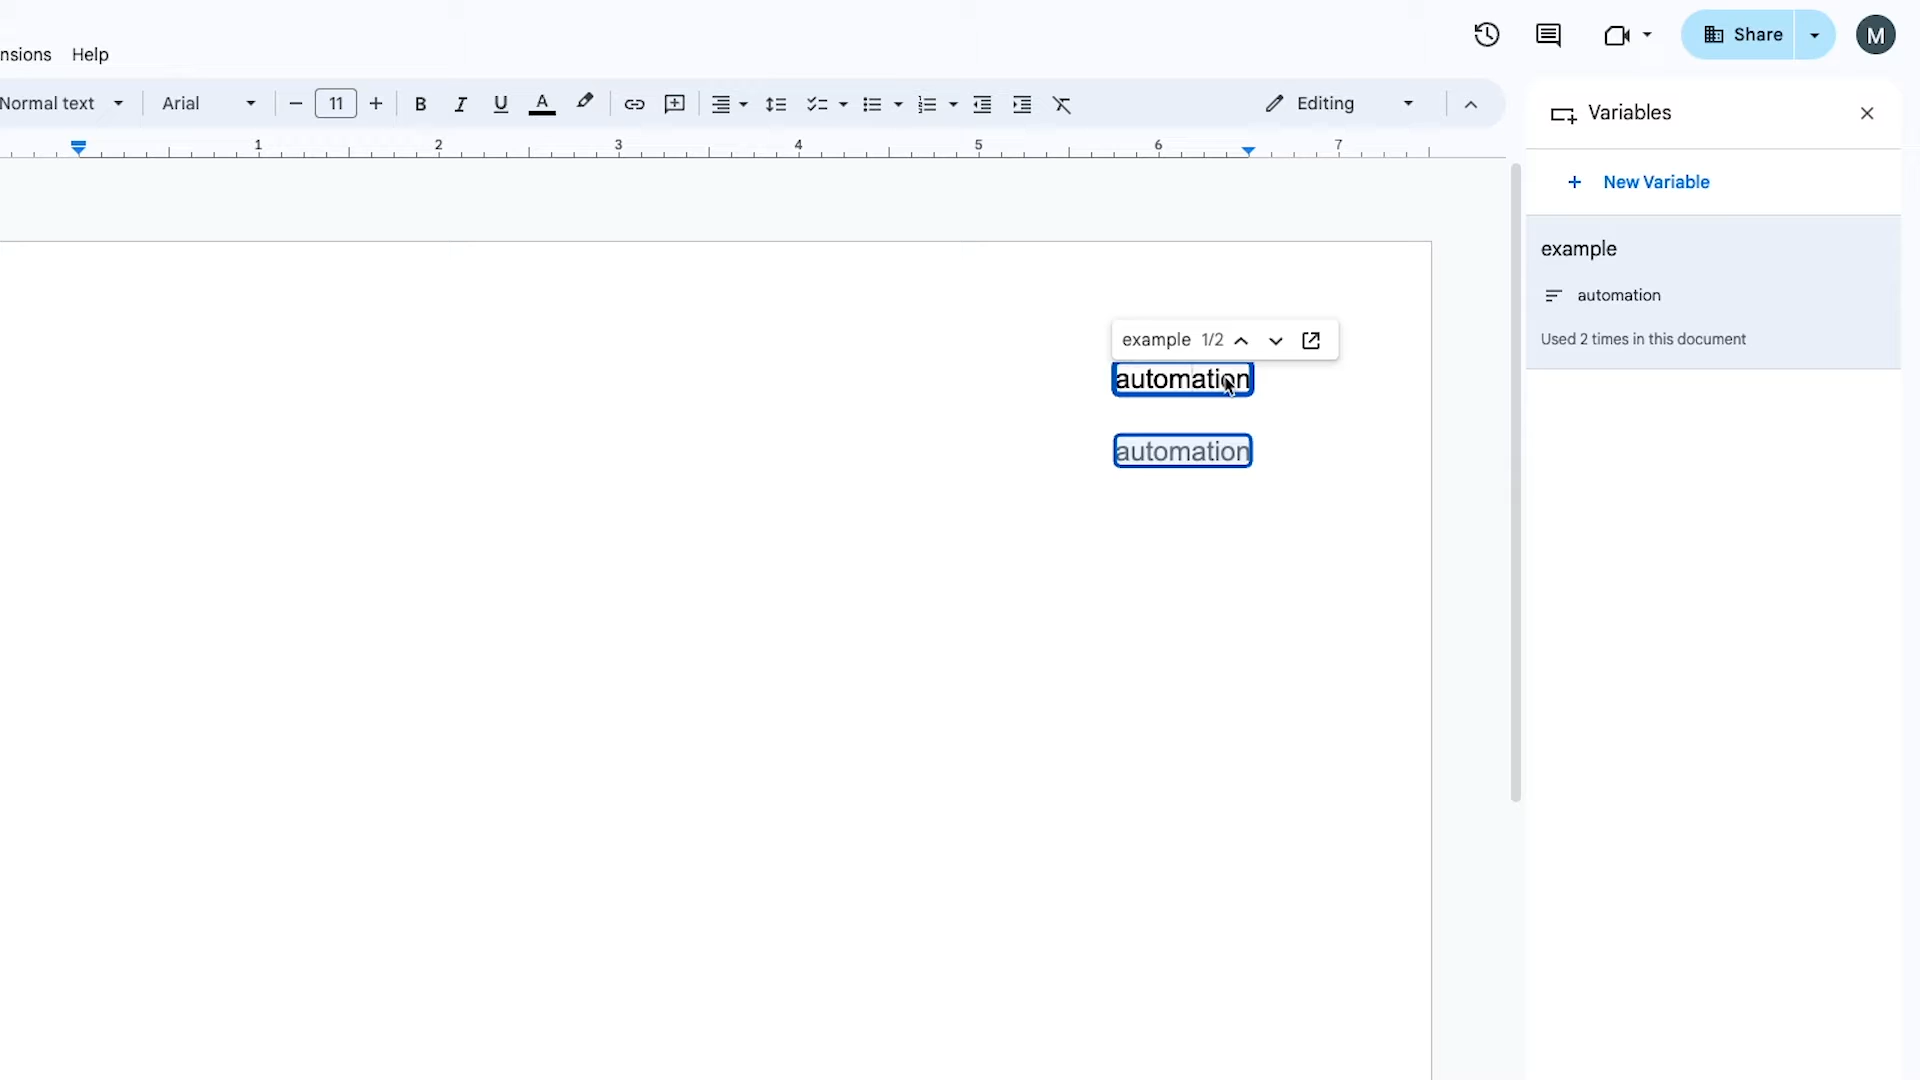 Share
M
nsions Help
Normal text Arial 11 B I U A Editing
Variables
1 2 3 4 5 6 7
New Variable
example
automation
Used 2 times in this document
example 1/2
automation
automation